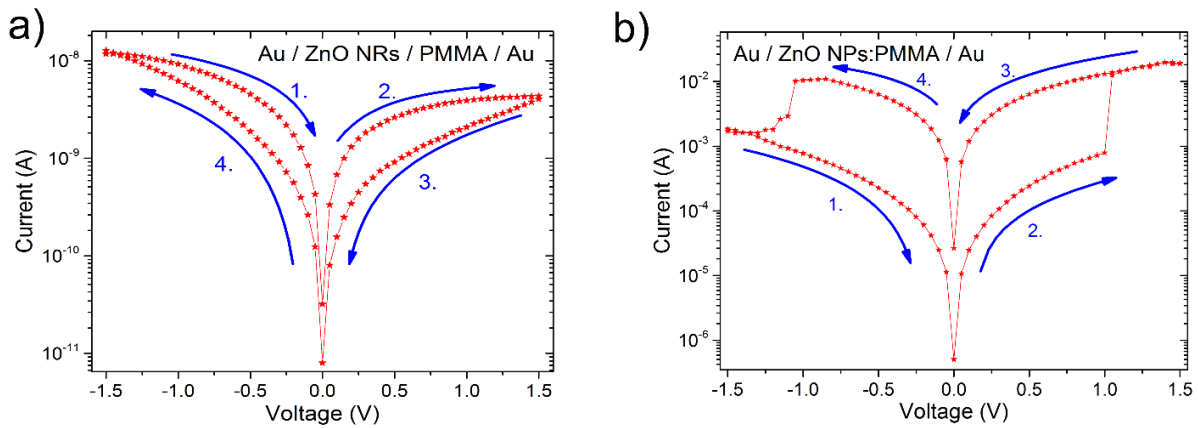 a)
Au / ZnO NRs / PMMA / Au
1.
2.
3.
4.
10⁻⁸
10⁻⁹
10⁻¹⁰
10⁻¹¹
Current (A)
-1.5 -1.0 -0.5 0.0 0.5 1.0 1.5
Voltage (V)
b)
Au / ZnO NPs:PMMA / Au
4.
3.
1.
2.
10⁻²
10⁻³
10⁻⁴
10⁻⁵
10⁻⁶
Current (A)
-1.5 -1.0 -0.5 0.0 0.5 1.0 1.5
Voltage (V)